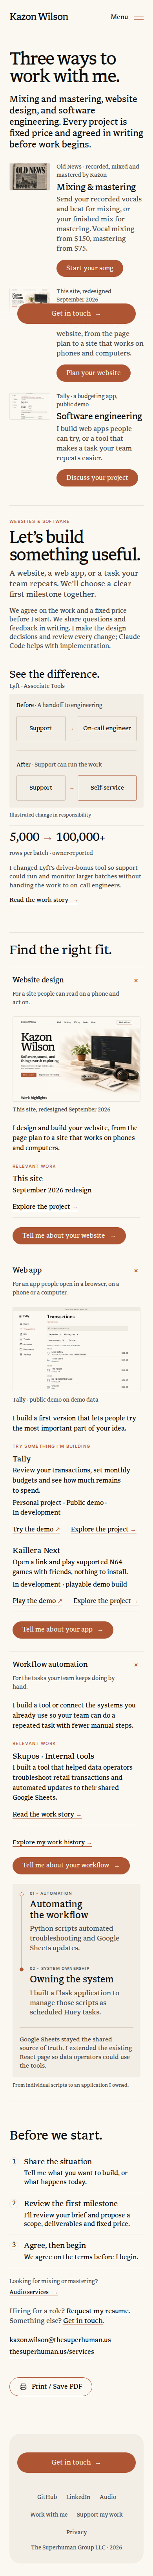 Kazon Wilson
Menu
Three ways to
work with me.
Mixing and mastering, website
design, and software
engineering. Every project is
fixed price and agreed in writing
before work begins.
OLD NEWS
Old News - recorded, mixed and
mastered by Kazon
Mixing & mastering
Send your recorded vocals
and beat for mixing, or
your finished mix for
mastering. Vocal mixing
from $150, mastering
from $75.
Start your song
This site, redesigned
September 2026
Get in touch →
website, from the first
page to a site that works on
phones and computers.
Plan your website
Tally - a budgeting app,
public demo
Software engineering
I build web apps people
can try, or a tool that
makes a task your team
repeats easier.
Discuss your project
WEBSITES & SOFTWARE
Let's build
something useful.
A website, a web app, or a task your
team repeats. We'll choose a clear
first milestone together.
We agree on the work and a fixed price
before I start. We share questions and
feedback in writing. I make the design
decisions and review every change; Claude
Code helps with implementation.
See the difference.
Lyft · Associate Tools
Before · A handoff to engineering
Support → On-call engineer
After · Support can run the work
Support → Self-service
Illustrated change in responsibility
5,000 → 100,000+
rows per batch · owner-reported
I changed Lyft's driver-bonus tool so support
could run and monitor larger batches without
handing the work to on-call engineers.
Read the work story →
Find the right fit.
Website design ×
For a site people can read on a phone and
act on.
Kazon
Wilson
Software, music, and
things worth exploring
Work highlights
This site, redesigned September 2026
I design and build your website, from the
page plan to a site that works on phones
and computers.
RELEVANT WORK
This site
September 2026 redesign
Explore the project →
Tell me about your website →
Web app ×
For an app people open in a browser, on a
phone or a computer.
Tally
Transactions
Tally · public demo on demo data
I build a first version that lets people try
the most important part of your idea.
TRY SOMETHING I'M BUILDING
Tally
Review your transactions, set monthly
budgets and see how much remains
to spend.
Personal project · Public demo ·
In development
Try the demo ↗ Explore the project →
Kaillera Next
Open a link and play supported N64
games with friends, nothing to install.
In development · playable demo build
Play the demo ↗ Explore the project →
Tell me about your app →
Workflow automation ×
For the tasks your team keeps doing by
hand.
I build a tool or connect the systems you
already use so your team can do a
repeated task with fewer manual steps.
RELEVANT WORK
Skupos · Internal tools
I built a tool that helped data operators
troubleshoot retail transactions and
automated updates to their shared
Google Sheets.
Read the work story →
Explore my work history →
Tell me about your workflow →
01 · AUTOMATION
Automating
the workflow
Python scripts automated
troubleshooting and Google
Sheets updates.
02 · SYSTEM OWNERSHIP
Owning the system
I built a Flask application to
manage those scripts as
scheduled Huey tasks.
Google Sheets stayed the shared
source of truth. I extended the existing
React page so data operators could use
the tools.
From individual scripts to an application I owned.
Before we start.
1 Share the situation
Tell me what you want to build, or
what happens today.
2 Review the first milestone
I'll review your brief and propose a
scope, deliverables and fixed price.
3 Agree, then begin
We agree on the terms before I begin.
Looking for mixing or mastering?
Audio services →
Hiring for a role? Request my resume.
Something else? Get in touch.
kazon.wilson@thesuperhuman.us
thesuperhuman.us/services
Print / Save PDF
Get in touch →
GitHub LinkedIn Audio
Work with me Support my work
Privacy
The Superhuman Group LLC · 2026